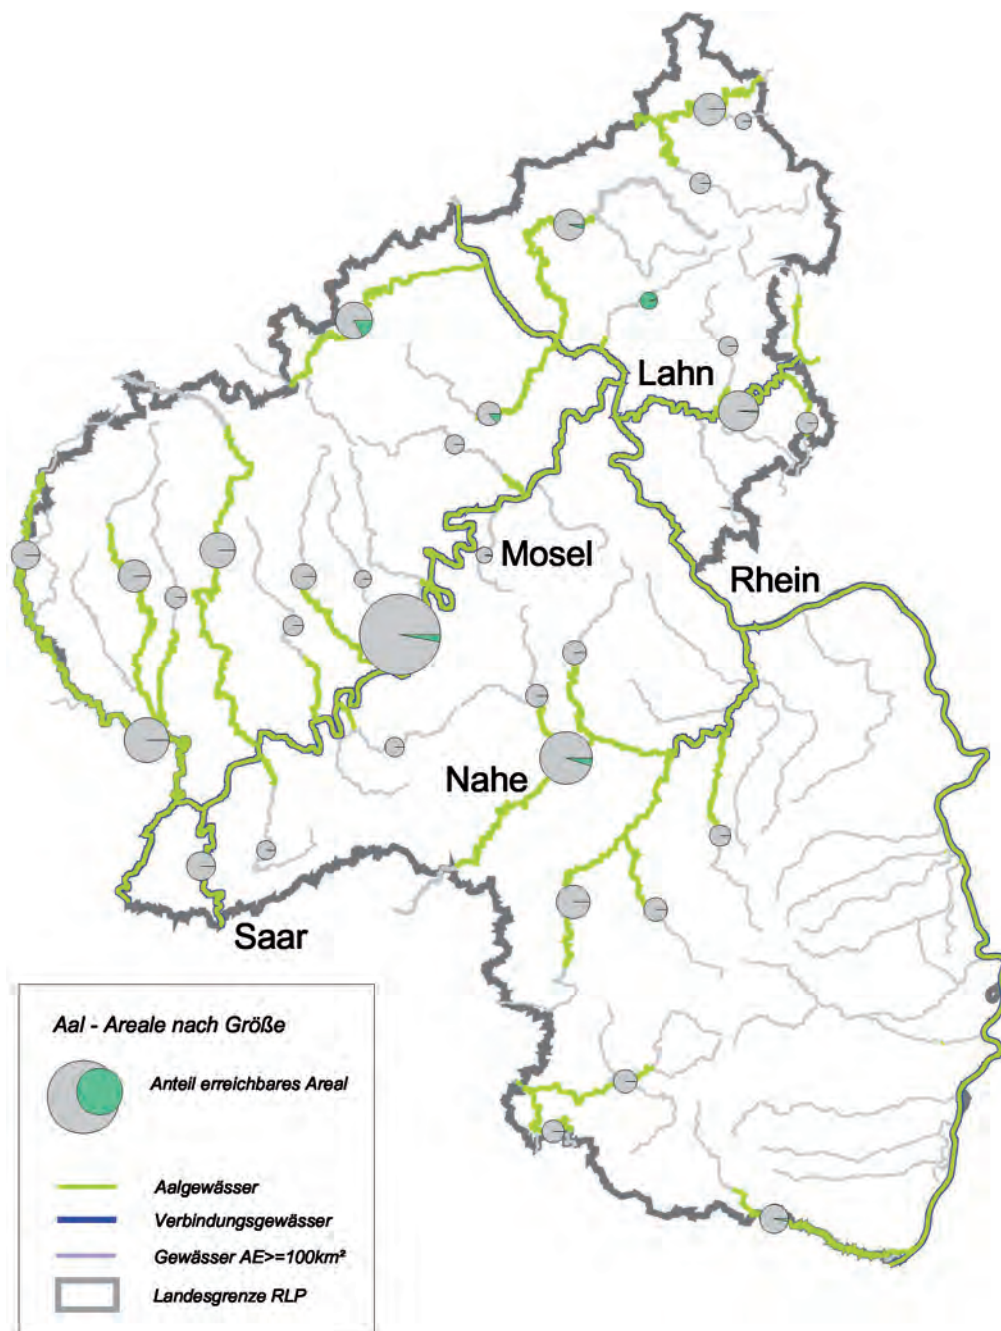 Lahn
Mosel
Rhein
Nahe
Saar
Aal - Areale nach Größe
Anteil erreichbares Areal
Aalgewässer
Verbindungsgewässer
Gewässer AE>=100km²
Landesgrenze RLP